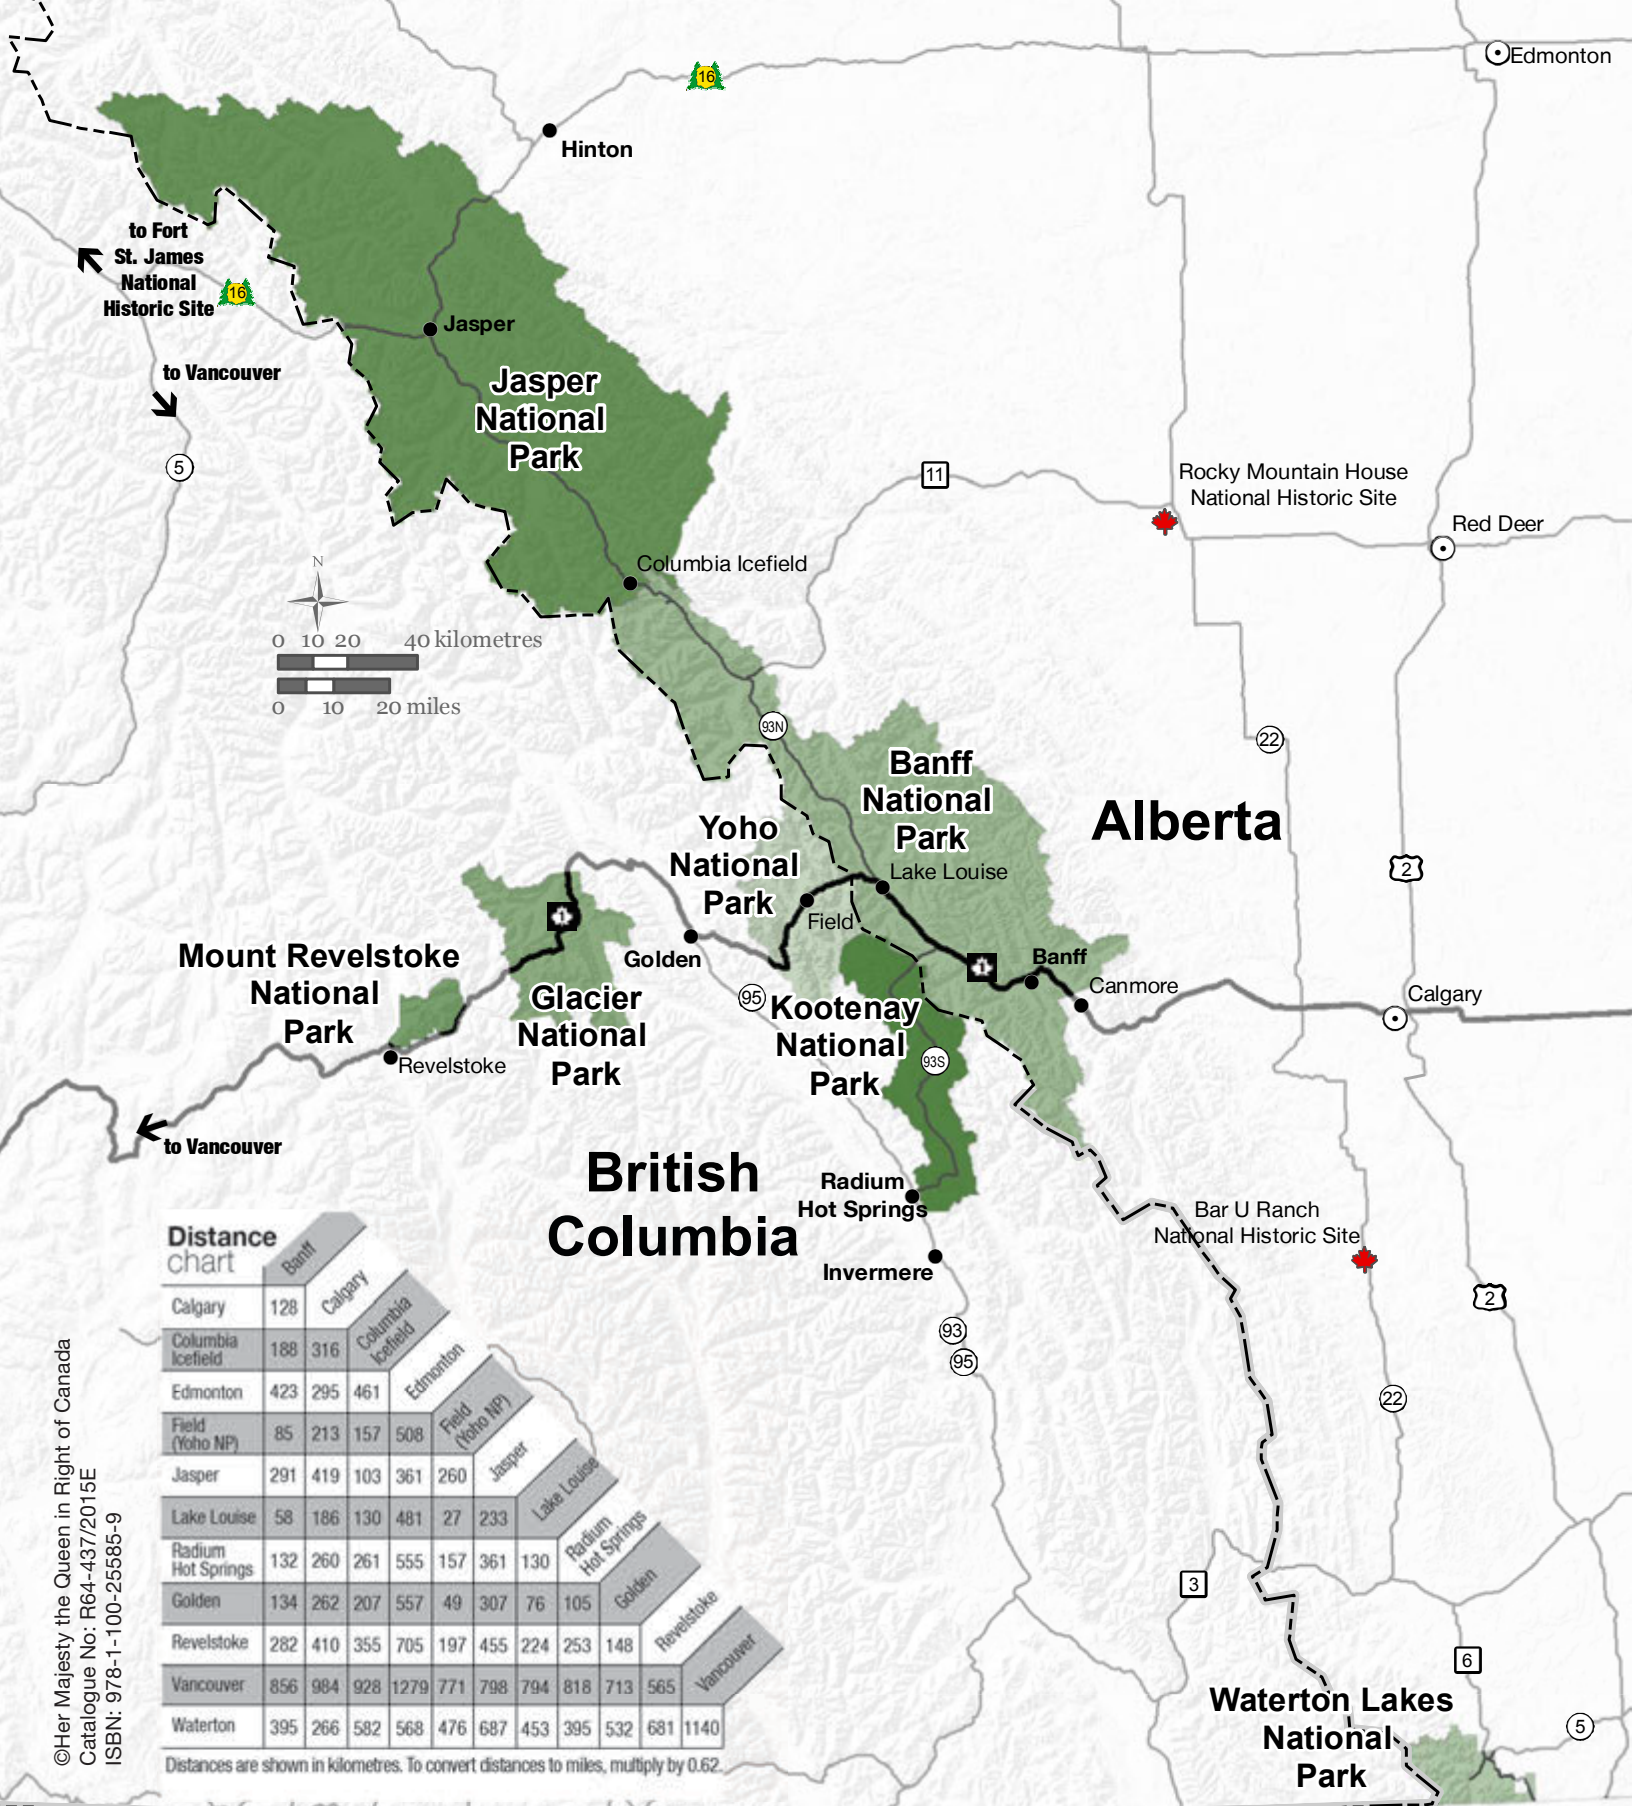 Edmonton
16
Hinton
to Fort
St. James
National
Historic Site
16
Jasper
to Vancouver
Jasper
National
Park
5
11
Rocky Mountain House
National Historic Site
Red Deer
Columbia Icefield
N
0 10 20 40 kilometres
0 10 20 miles
93N
22
Banff
National
Park
Alberta
Yoho
National
Park
2
Lake Louise
Field
1
Golden
Mount Revelstoke
National
Park
1
Banff
Canmore
Calgary
95
Glacier
National
Park
Kootenay
National
Park
93S
Revelstoke
to Vancouver
British
Columbia
Radium
Hot Springs
Bar U Ranch
National Historic Site
Invermere
2
93
95
22
3
6
5
Waterton Lakes
National
Park
Distance
chart
Banff
Calgary 128 Calgary
Columbia
Icefield 188 316 Columbia
Icefield
Edmonton 423 295 461 Edmonton
Field
(Yoho NP) 85 213 157 508 Field
(Yoho NP)
Jasper 291 419 103 361 260 Jasper
Lake Louise 58 186 130 481 27 233 Lake Louise
Radium
Hot Springs 132 260 261 555 157 361 130 Radium
Hot Springs
Golden 134 262 207 557 49 307 76 105 Golden
Revelstoke 282 410 355 705 197 455 224 253 148 Revelstoke
Vancouver 856 984 928 1279 771 798 794 818 713 565 Vancouver
Waterton 395 266 582 568 476 687 453 395 532 681 1140
Distances are shown in kilometres. To convert distances to miles, multiply by 0.62.
©Her Majesty the Queen in Right of Canada
Catalogue No: R64-437/2015E
ISBN: 978-1-100-25585-9